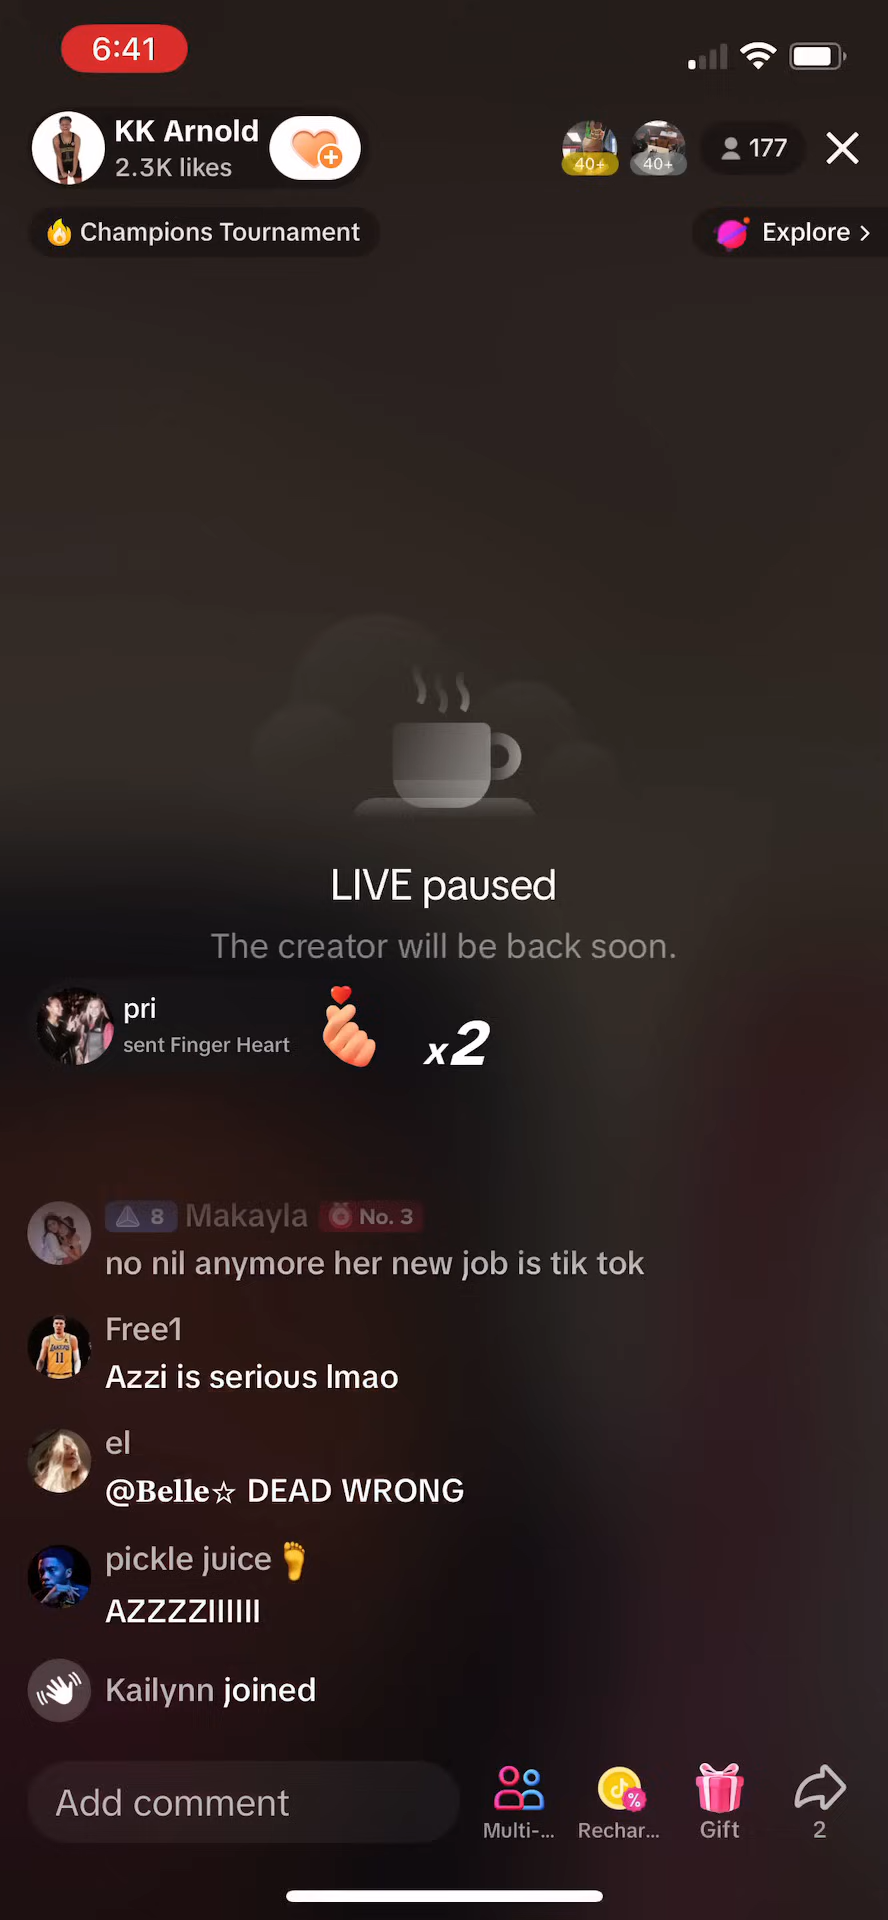 6:41
KK Arnold
2.3K likes
40+
40+
177
Champions Tournament
Explore >
LIVE paused
The creator will be back soon.
pri
sent Finger Heart
x2
8 Makayla No. 3
no nil anymore her new job is tik tok
Free1
Azzi is serious lmao
el
@Belle☆ DEAD WRONG
pickle juice 🦶
AZZZZIIIIII
Kailynn joined
Add comment
Multi-...
Rechar...
Gift
2